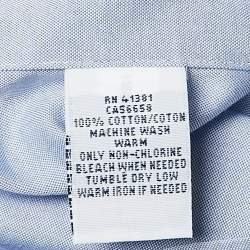 RN 41381
CA56658
100% COTTON/COTON
MACHINE WASH
WARM
ONLY NON-CHLORINE
BLEACH WHEN NEEDED
TUMBLE DRY LOW
WARM IRON IF NEEDED